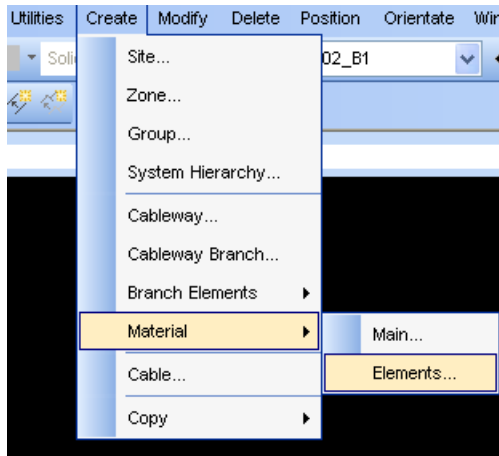 Utilities Create Modify Delete Position Orientate
Site... 02_B1
Zone...
Group...
System Hierarchy...
Cableway...
Cableway Branch...
Branch Elements
Material Main...
Cable... Elements...
Copy